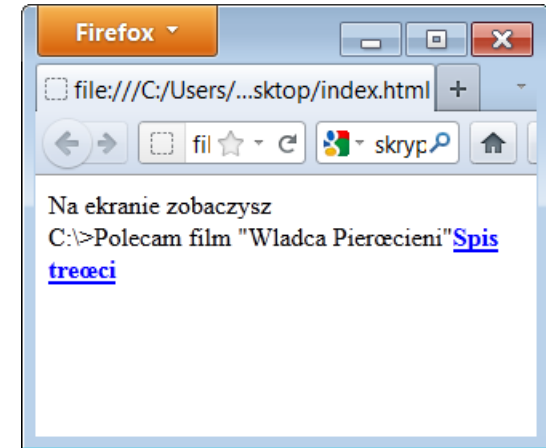 Firefox
file:///C:/Users/...sktop/index.html +
fil skryp
Na ekranie zobaczysz
C:\>Polecam film "Wladca Pierœcieni"Spis
treœci